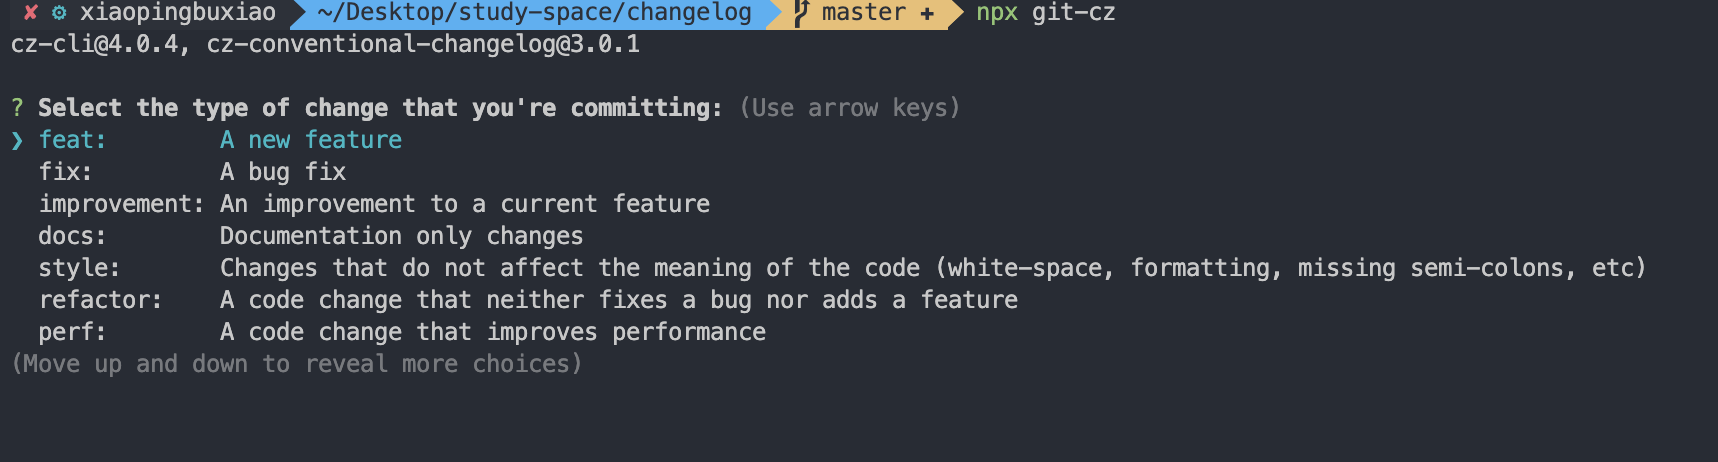 ✘ ⚙ xiaopingbuxiao ~/Desktop/study-space/changelog master + npx git-cz
cz-cli@4.0.4, cz-conventional-changelog@3.0.1
? Select the type of change that you're committing: (Use arrow keys)
❯ feat: A new feature
fix: A bug fix
improvement: An improvement to a current feature
docs: Documentation only changes
style: Changes that do not affect the meaning of the code (white-space, formatting, missing semi-colons, etc)
refactor: A code change that neither fixes a bug nor adds a feature
perf: A code change that improves performance
(Move up and down to reveal more choices)